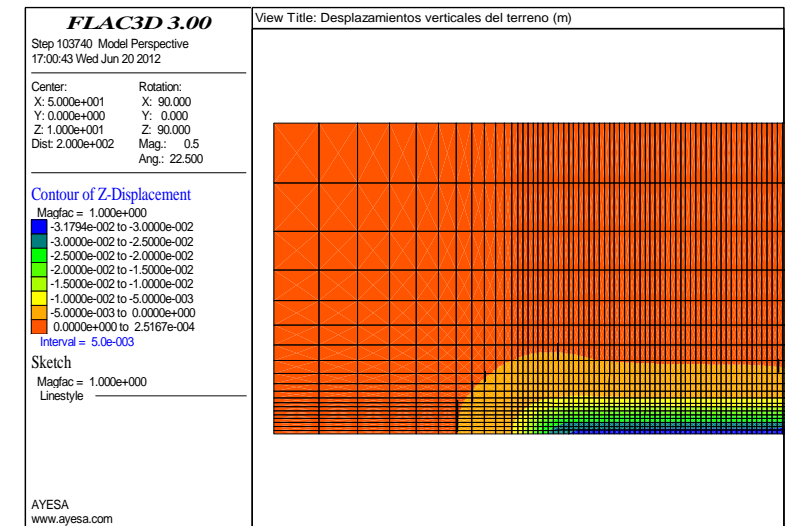 FLAC3D 3.00
Step 103740 Model Perspective
17:00:43 Wed Jun 20 2012
Center:
X: 5.000e+001
Y: 0.000e+000
Z: 1.000e+001
Dist: 2.000e+002
Rotation:
X: 90.000
Y: 0.000
Z: 90.000
Mag.: 0.5
Ang.: 22.500
Contour of Z-Displacement
Magfac = 1.000e+000
-3.1794e-002 to -3.0000e-002
-3.0000e-002 to -2.5000e-002
-2.5000e-002 to -2.0000e-002
-2.0000e-002 to -1.5000e-002
-1.5000e-002 to -1.0000e-002
-1.0000e-002 to -5.0000e-003
-5.0000e-003 to 0.0000e+000
0.0000e+000 to 2.5167e-004
Interval = 5.0e-003
Sketch
Magfac = 1.000e+000
Linestyle
AYESA
www.ayesa.com
View Title: Desplazamientos verticales del terreno (m)